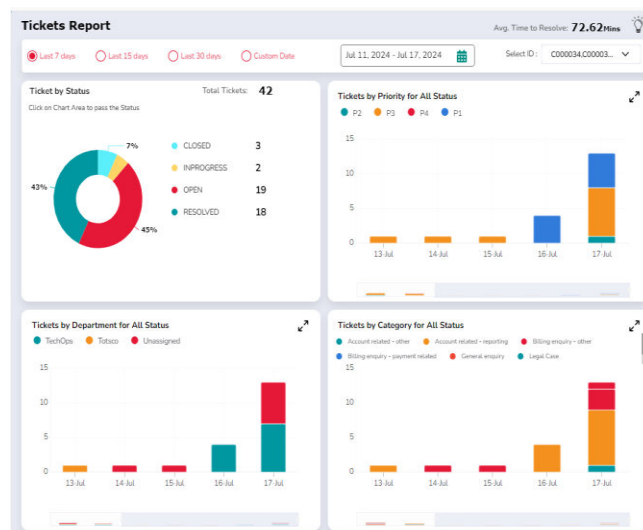 Tickets Report
Avg. Time to Resolve: 72.62Mins
Last 7 days
Last 15 days
Last 30 days
Custom Date
Jul 11, 2024 - Jul 17, 2024
Select ID :
C000034,C00003...
Ticket by Status
Total Tickets: 42
Click on Chart Area to pass the Status
7%
43%
45%
CLOSED 3
INPROGRESS 2
OPEN 19
RESOLVED 18
Tickets by Priority for All Status
P2 P3 P4 P1
15
10
5
0
13-Jul 14-Jul 15-Jul 16-Jul 17-Jul
Tickets by Department for All Status
TechOps Totsco Unassigned
15
10
5
0
13-Jul 14-Jul 15-Jul 16-Jul 17-Jul
Tickets by Category for All Status
Account related - other Account related - reporting Billing enquiry - other
Billing enquiry - payment related General enquiry Legal Case
15
10
5
0
13-Jul 14-Jul 15-Jul 16-Jul 17-Jul